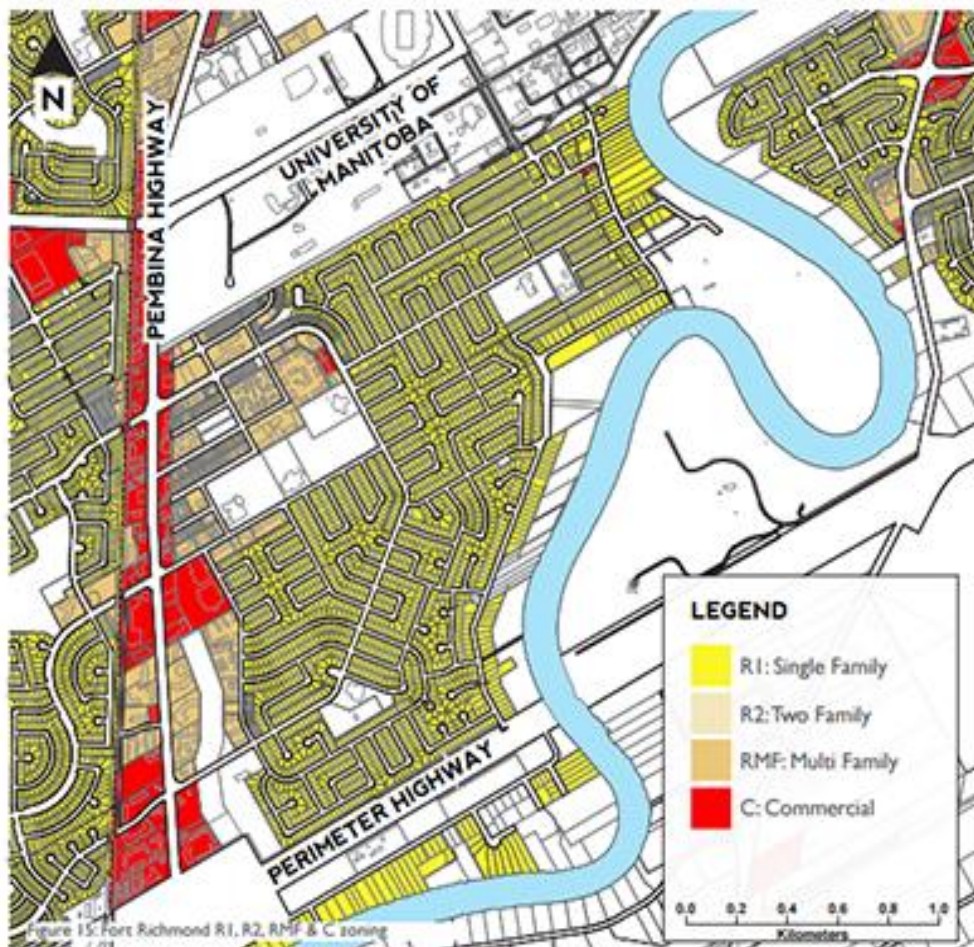 N
PEMBINA HIGHWAY
UNIVERSITY OF
MANITOBA
PERIMETER HIGHWAY
LEGEND
R1: Single Family
R2: Two Family
RMF: Multi Family
C: Commercial
0.0 0.2 0.4 0.6 0.8 1.0
Kilometers
Figure 15: Fort Richmond R1, R2, RMF & C zoning